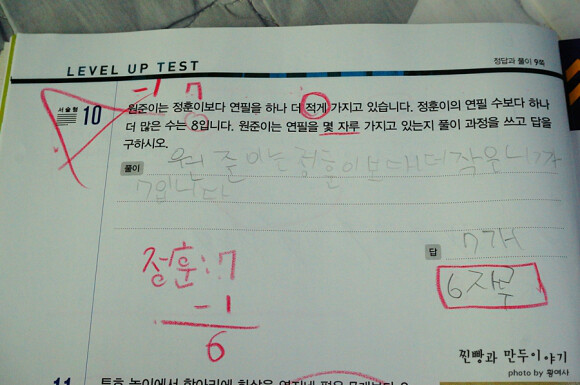 LEVEL UP TEST
정답과 풀이 9쪽
-1 7
서술형 10 원준이는 정훈이보다 연필을 하나 더 적게 가지고 있습니다. 정훈이의 연필 수보다 하나
더 많은 수는 8입니다. 원준이는 연필을 몇 자루 가지고 있는지 풀이 과정을 쓰고 답을
구하시오.
풀이 원준이는 정훈이보다 더 작으니가
7입니다
답 7개
정훈:7
6자루
-1
6
찐빵과 만두이야기
photo by 황여사
11